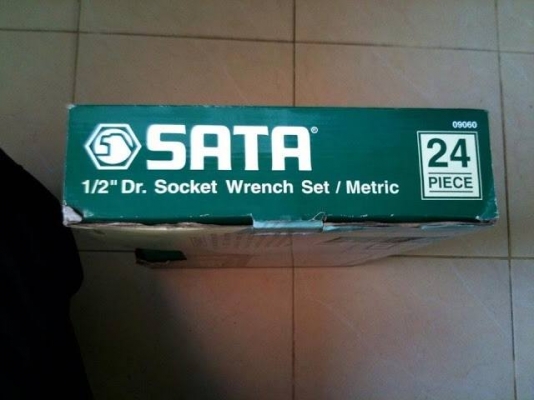 09060
SATA®
24
PIECE
1/2" Dr. Socket Wrench Set / Metric